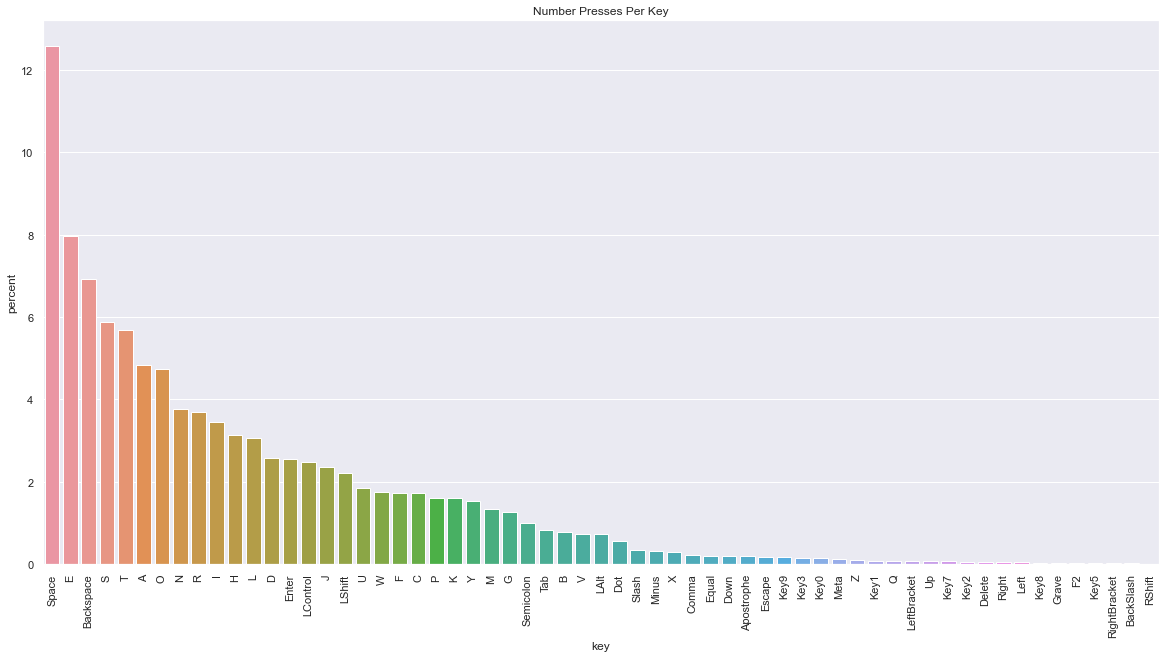 Number Presses Per Key
percent
12
10
8
6
4
2
0
Space
E
Backspace
S
T
A
O
N
R
I
H
L
D
Enter
LControl
J
LShift
U
W
F
C
P
K
Y
M
G
Semicolon
Tab
B
V
LAlt
Dot
Slash
Minus
X
Comma
Equal
Down
Apostrophe
Escape
Key9
Key3
Key0
Meta
Z
Key1
Q
LeftBracket
Up
Key7
Key2
Delete
Right
Left
Key8
Grave
F2
Key5
RightBracket
BackSlash
RShift
key